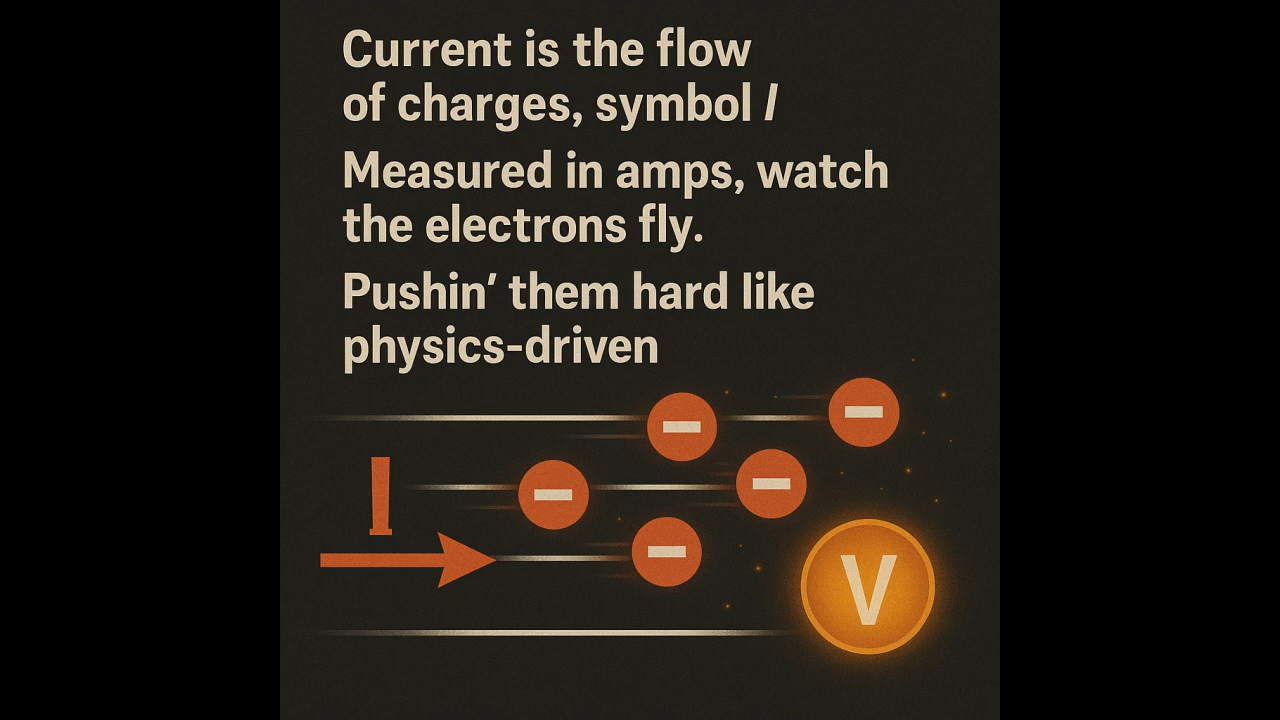 Current is the flow
of charges, symbol I
Measured in amps, watch
the electrons fly.
Pushin’ them hard like
physics-driven
I
V